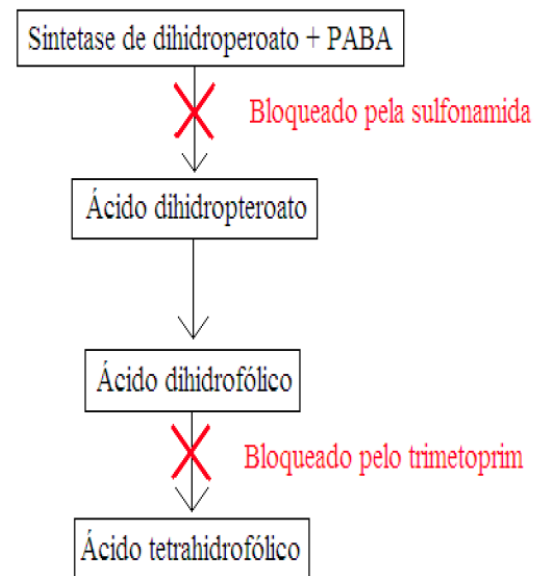 Sintetase de dihidroperoato + PABA
Bloqueado pela sulfonamida
Ácido dihidropteroato
Ácido dihidrofólico
Bloqueado pelo trimetoprim
Ácido tetrahidrofólico